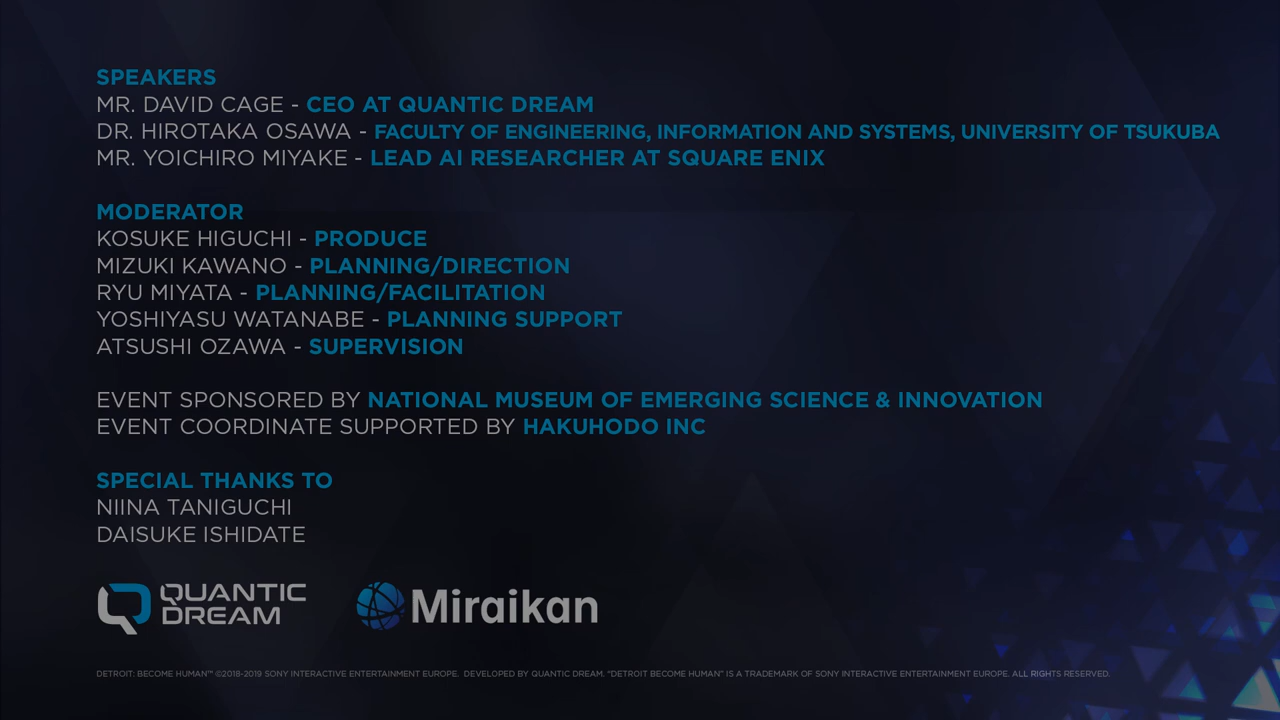 SPEAKERS
MR. DAVID CAGE - CEO AT QUANTIC DREAM
DR. HIROTAKA OSAWA - FACULTY OF ENGINEERING, INFORMATION AND SYSTEMS, UNIVERSITY OF TSUKUBA
MR. YOICHIRO MIYAKE - LEAD AI RESEARCHER AT SQUARE ENIX
MODERATOR
KOSUKE HIGUCHI - PRODUCE
MIZUKI KAWANO - PLANNING/DIRECTION
RYU MIYATA - PLANNING/FACILITATION
YOSHIYASU WATANABE - PLANNING SUPPORT
ATSUSHI OZAWA - SUPERVISION
EVENT SPONSORED BY NATIONAL MUSEUM OF EMERGING SCIENCE & INNOVATION
EVENT COORDINATE SUPPORTED BY HAKUHODO INC
SPECIAL THANKS TO
NIINA TANIGUCHI
DAISUKE ISHIDATE
QUANTIC DREAM
Miraikan
DETROIT: BECOME HUMAN™ ©2018-2019 SONY INTERACTIVE ENTERTAINMENT EUROPE. DEVELOPED BY QUANTIC DREAM. "DETROIT BECOME HUMAN" IS A TRADEMARK OF SONY INTERACTIVE ENTERTAINMENT EUROPE. ALL RIGHTS RESERVED.